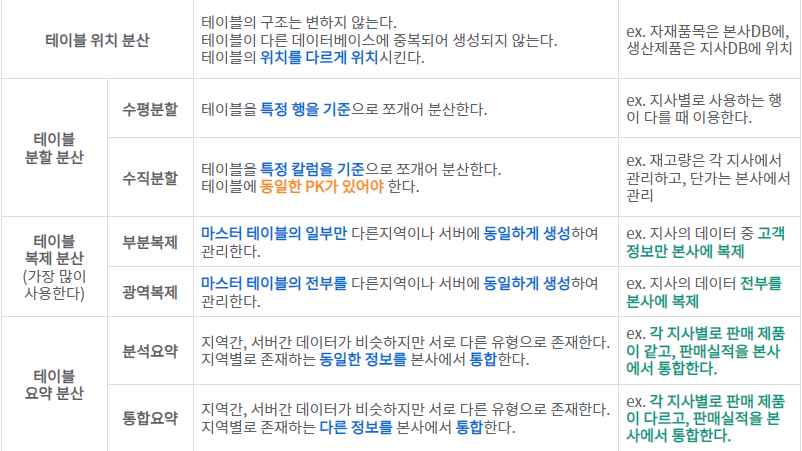 테이블 위치 분산
테이블의 구조는 변하지 않는다.
테이블이 다른 데이터베이스에 중복되어 생성되지 않는다.
테이블의 위치를 다르게 위치시킨다.
ex. 자재품목은 본사DB에,
생산제품은 지사DB에 위치
테이블
분할 분산
수평분할
테이블을 특정 행을 기준으로 쪼개어 분산한다.
ex. 지사별로 사용하는 행
이 다를 때 이용한다.
수직분할
테이블을 특정 칼럼을 기준으로 쪼개어 분산한다.
테이블에 동일한 PK가 있어야 한다.
ex. 재고량은 각 지사에서
관리하고, 단가는 본사에서
관리
테이블
복제 분산
(가장 많이
사용한다)
부분복제
마스터 테이블의 일부만 다른지역이나 서버에 동일하게 생성하여
관리한다.
ex. 지사의 데이터 중 고객
정보만 본사에 복제
광역복제
마스터 테이블의 전부를 다른지역이나 서버에 동일하게 생성하여
관리한다.
ex. 지사의 데이터 전부를
본사에 복제
테이블
요약 분산
분석요약
지역간, 서버간 데이터가 비슷하지만 서로 다른 유형으로 존재한다.
지역별로 존재하는 동일한 정보를 본사에서 통합한다.
ex. 각 지사별로 판매 제품
이 같고, 판매실적을 본사
에서 통합한다.
통합요약
지역간, 서버간 데이터가 비슷하지만 서로 다른 유형으로 존재한다.
지역별로 존재하는 다른 정보를 본사에서 통합한다.
ex. 각 지사별로 판매 제품
이 다르고, 판매실적을 본
사에서 통합한다.